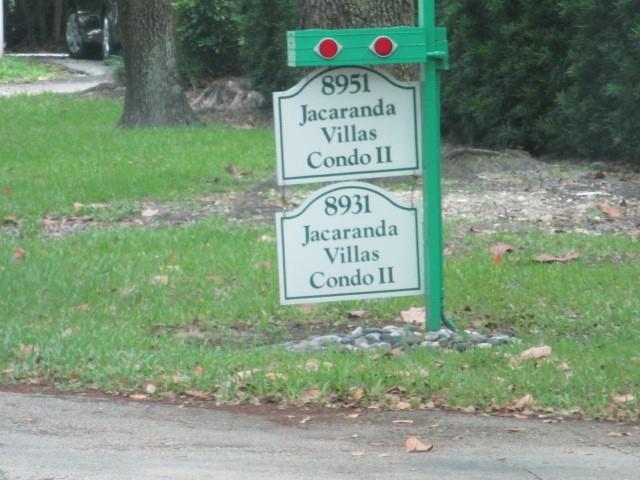 8951
Jacaranda
Villas
Condo II
8931
Jacaranda
Villas
Condo II